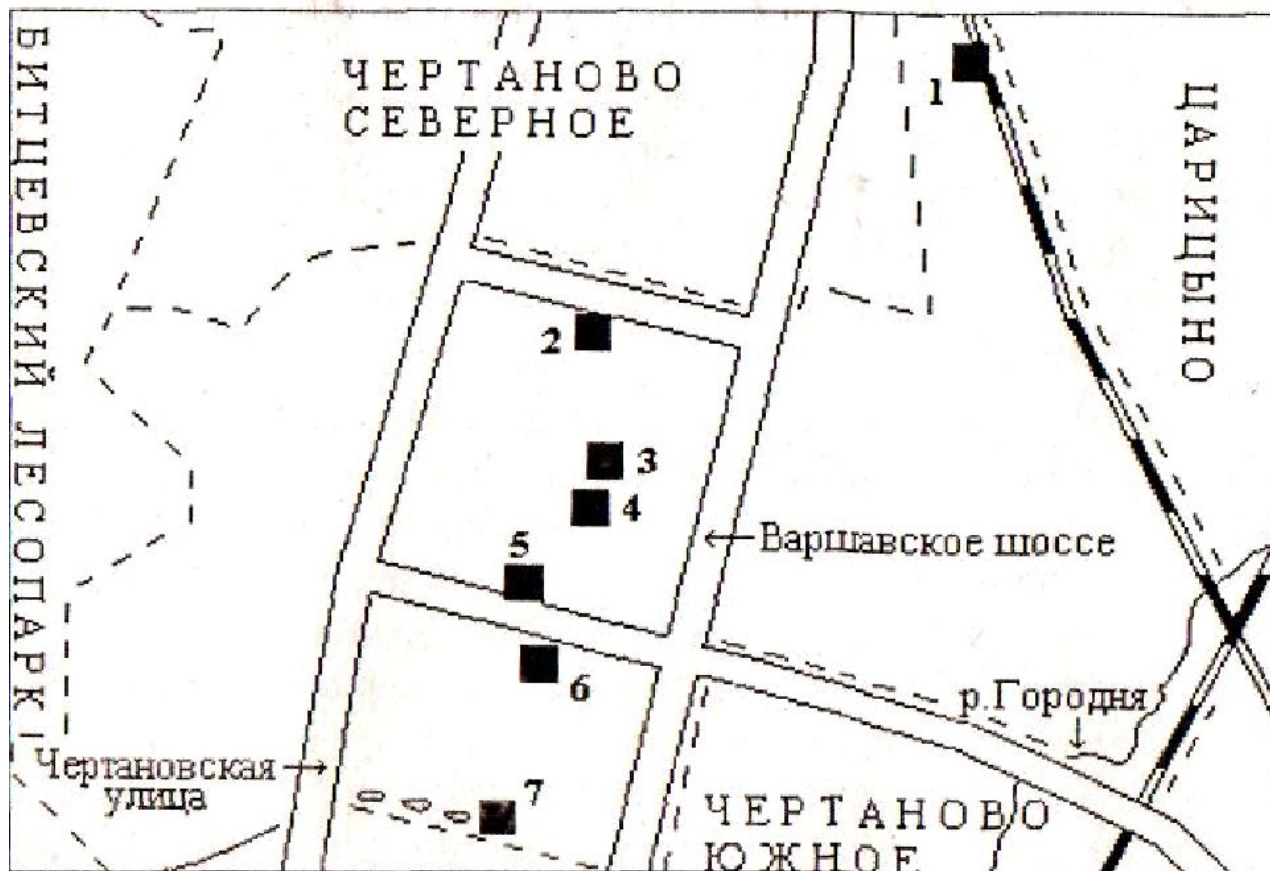 БИТЦЕВСКИЙ ЛЕСОПАРК
ЧЕРТАНОВО
СЕВЕРНОЕ
1
ЦАРИЦЫНО
2
3
4
5
Варшавское шоссе
6
р.Городня
Чертановская
улица
7
ЧЕРТАНОВО
ЮЖНОЕ